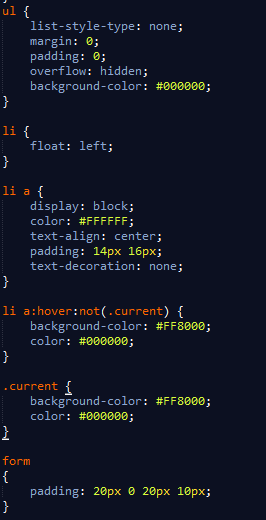 ul {
    list-style-type: none;
    margin: 0;
    padding: 0;
    overflow: hidden;
    background-color: #000000;
}
li {
    float: left;
}
li a {
    display: block;
    color: #FFFFFF;
    text-align: center;
    padding: 14px 16px;
    text-decoration: none;
}
li a:hover:not(.current) {
    background-color: #FF8000;
    color: #000000;
}
.current {
    background-color: #FF8000;
    color: #000000;
}
form
{
    padding: 20px 0 20px 10px;
}